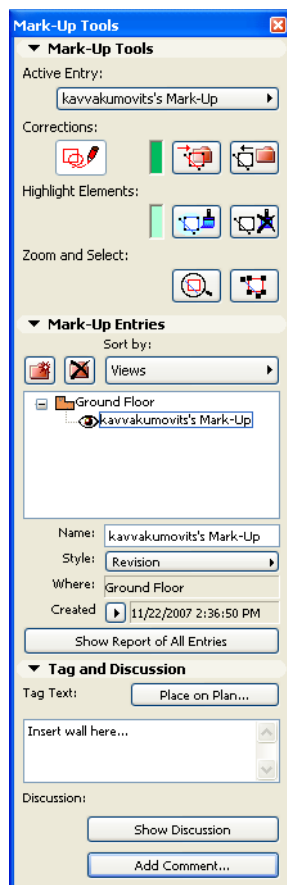 Mark-Up Tools
Mark-Up Tools
Active Entry:
kavvakumovits's Mark-Up
Corrections:
Highlight Elements:
Zoom and Select:
Mark-Up Entries
Sort by:
Views
Ground Floor
kavvakumovits's Mark-Up
Name: kavvakumovits's Mark-Up
Style: Revision
Where: Ground Floor
Created 11/22/2007 2:36:50 PM
Show Report of All Entries
Tag and Discussion
Tag Text: Place on Plan...
Insert wall here...
Discussion:
Show Discussion
Add Comment...